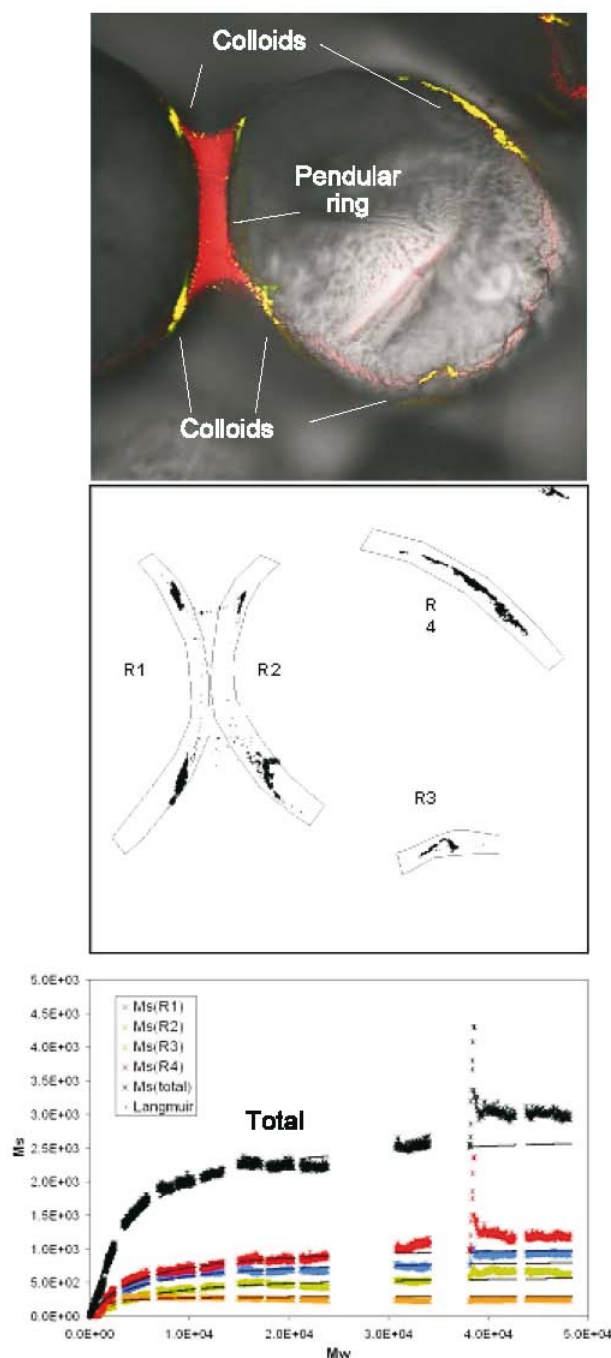 Colloids
Pendular
ring
Colloids
R1
R2
R
4
R3
5.0E+03
4.5E+03
4.0E+03
3.5E+03
3.0E+03
2.5E+03
2.0E+03
1.5E+03
1.0E+03
5.0E+02
0.0E+00
Ms
Ms(R1)
Ms(R2)
Ms(R3)
Ms(R4)
Ms(total)
Langmuir
Total
0.0E+00 1.0E+04 2.0E+04 3.0E+04 4.0E+04 5.0E+04
Mw